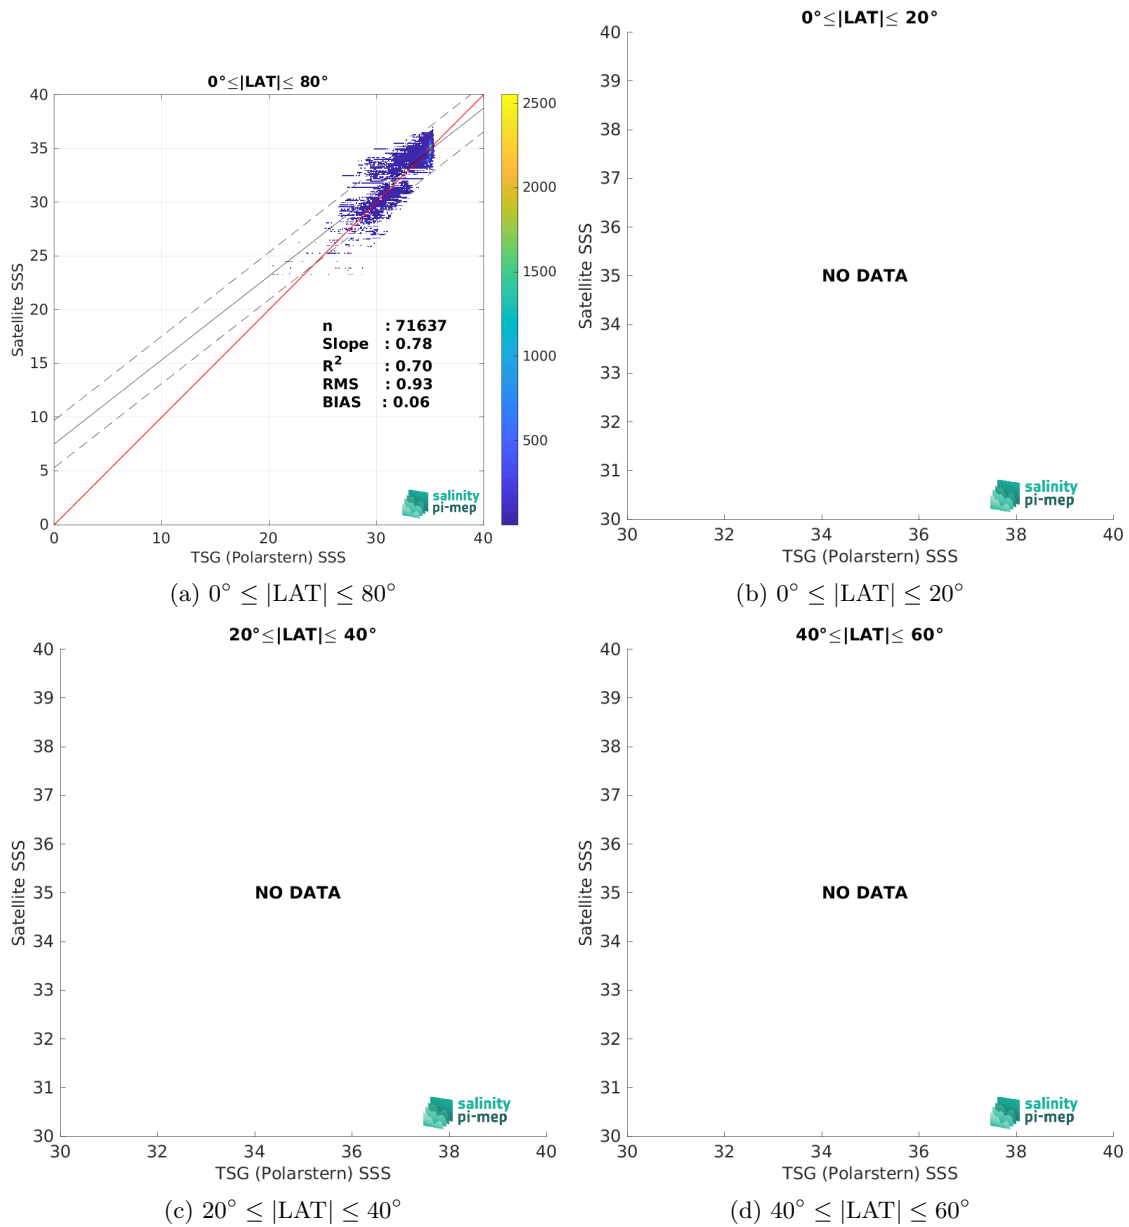 0°≤|LAT|≤ 80°
40
35
30
25
20
15
10
5
0
Satellite SSS
0
10
20
30
40
TSG (Polarstern) SSS
2500
2000
1500
1000
500
n : 71637
Slope : 0.78
R² : 0.70
RMS : 0.93
BIAS : 0.06
salinity
pi-mep
(a) 0° ≤ |LAT| ≤ 80°
0°≤|LAT|≤ 20°
40
39
38
37
36
35
34
33
32
31
30
Satellite SSS
NO DATA
30
32
34
36
38
40
TSG (Polarstern) SSS
salinity
pi-mep
(b) 0° ≤ |LAT| ≤ 20°
20°≤|LAT|≤ 40°
40
39
38
37
36
35
34
33
32
31
30
Satellite SSS
NO DATA
30
32
34
36
38
40
TSG (Polarstern) SSS
salinity
pi-mep
(c) 20° ≤ |LAT| ≤ 40°
40°≤|LAT|≤ 60°
40
39
38
37
36
35
34
33
32
31
30
Satellite SSS
NO DATA
30
32
34
36
38
40
TSG (Polarstern) SSS
salinity
pi-mep
(d) 40° ≤ |LAT| ≤ 60°